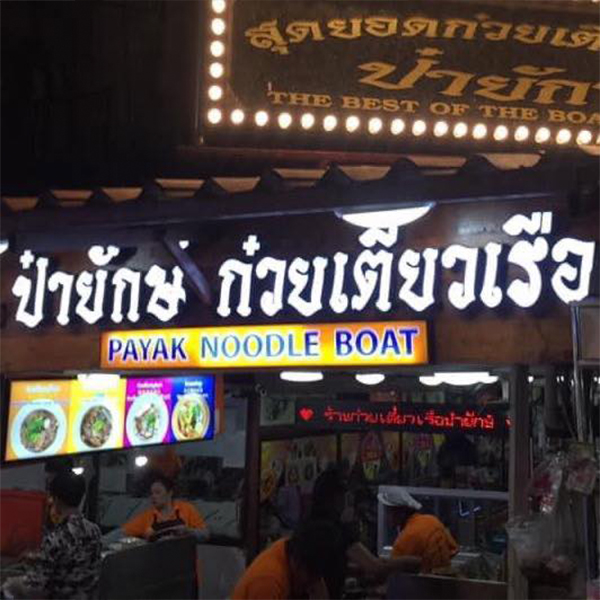 สุดยอดก๋วยเตี
ป๋ายักษ
THE BEST OF THE BOA
ป๋ายักษ ก๋วยเตี๋ยวเรือ
PAYAK NOODLE BOAT
♥ ร้านก๋วยเตี๋ยวเรือป๋ายักษ์